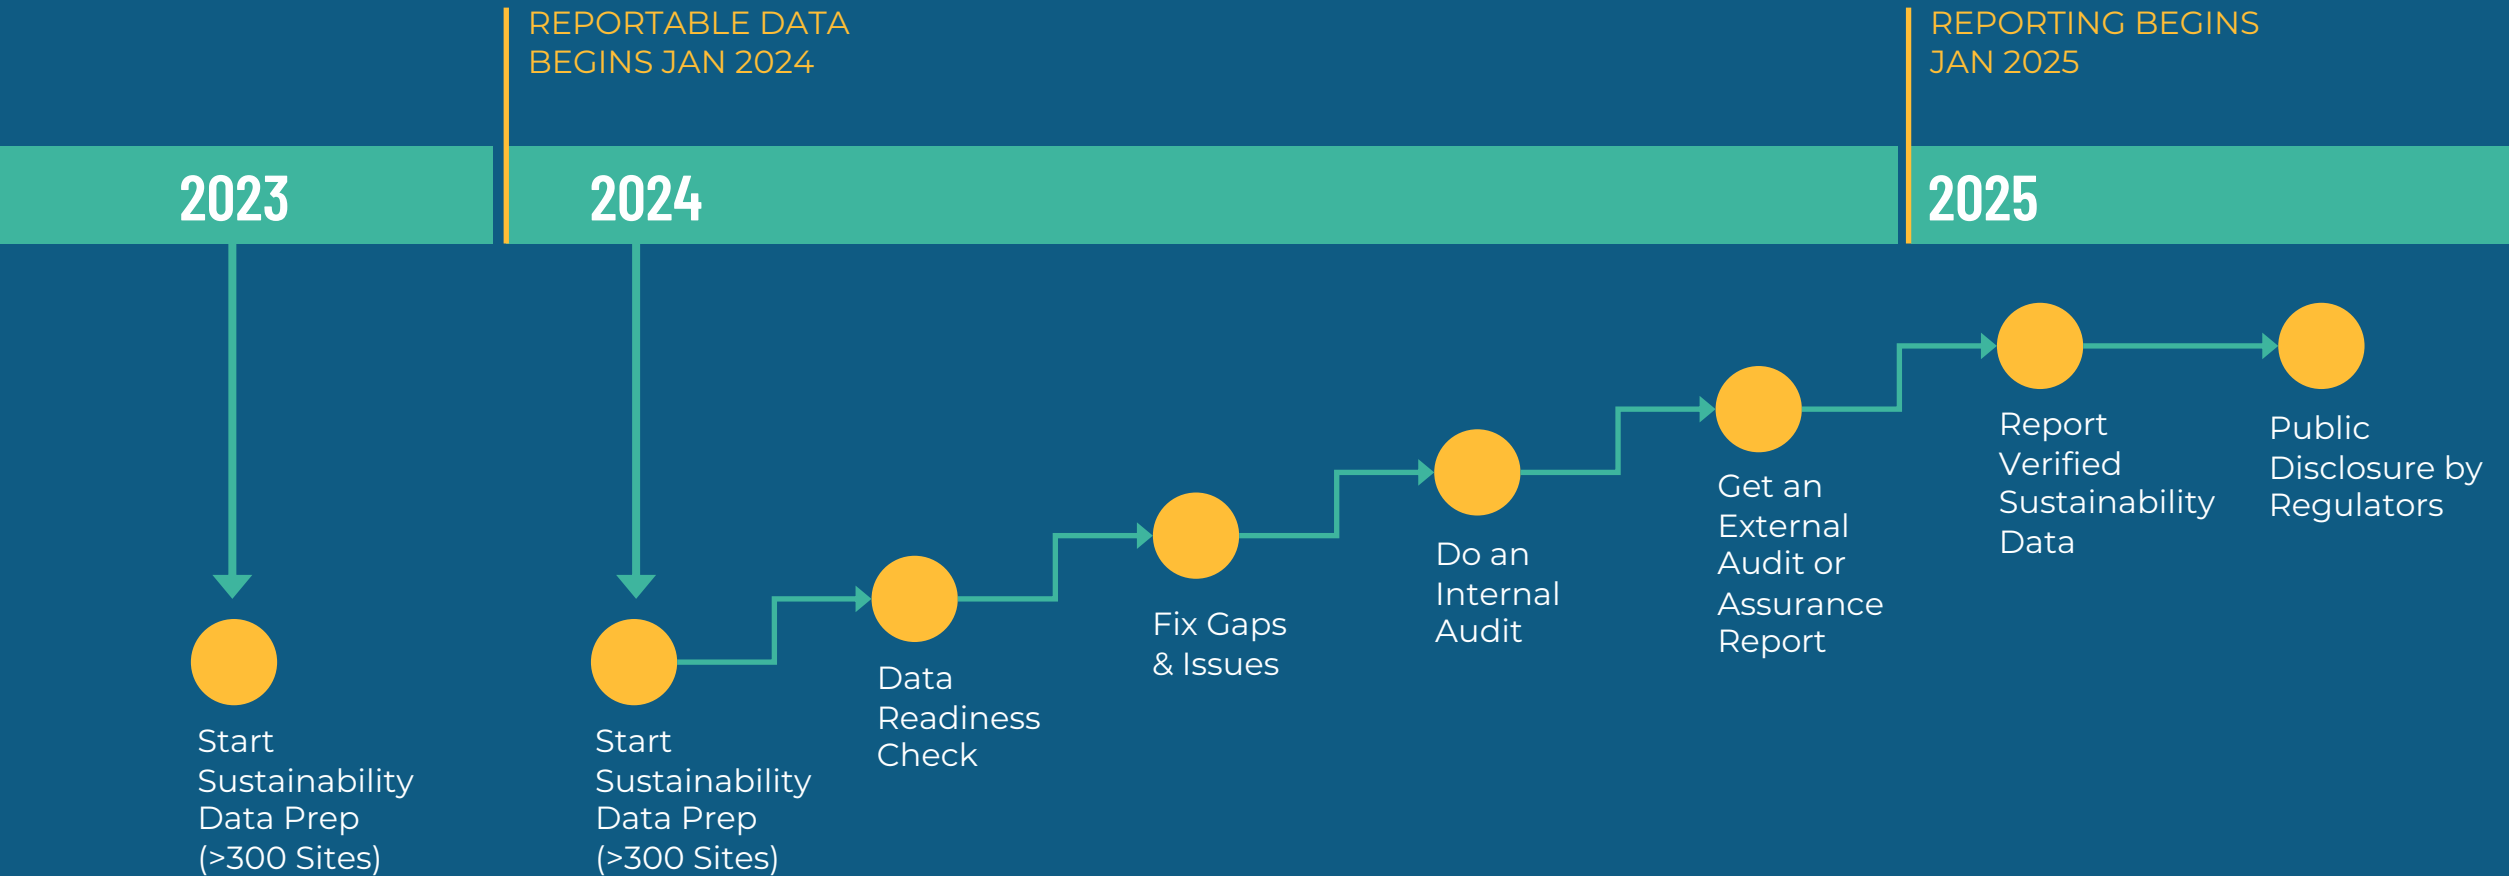 REPORTABLE DATA
BEGINS JAN 2024
REPORTING BEGINS
JAN 2025
2023
2024
2025
Start
Sustainability
Data Prep
(>300 Sites)
Start
Sustainability
Data Prep
(>300 Sites)
Data
Readiness
Check
Fix Gaps
& Issues
Do an
Internal
Audit
Get an
External
Audit or
Assurance
Report
Report
Verified
Sustainability
Data
Public
Disclosure by
Regulators